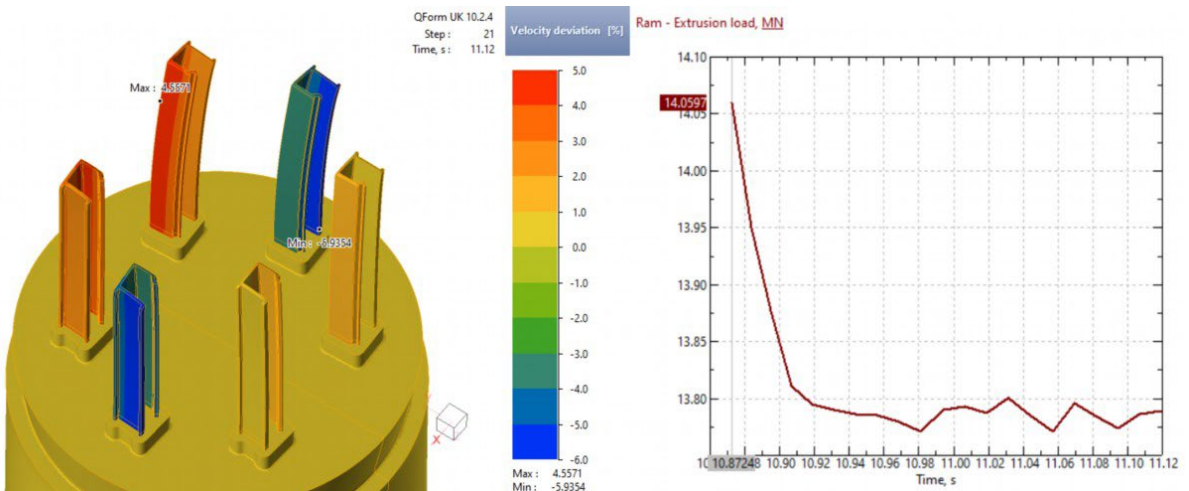 QForm UK 10.2.4
Step : 21
Time, s : 11.12
Max : 4.5571
Min : -5.9354
X
Velocity deviation [%]
5.0
4.0
3.0
2.0
1.0
0.0
-1.0
-2.0
-3.0
-4.0
-5.0
-6.0
Max : 4.5571
Min : -5.9354
Ram - Extrusion load, MN
14.10
14.0597
14.05
14.00
13.95
13.90
13.85
13.80
10.87248 10.90 10.92 10.94 10.96 10.98 11.00 11.02 11.04 11.06 11.08 11.10 11.12
Time, s